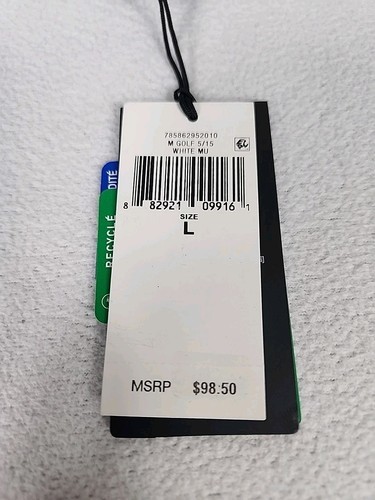 785862952010
M GOLF 5/15
WHITE MU
8 82921 09916 1
SIZE
L
MSRP $98.50
DITÉ
RECYCLÉ